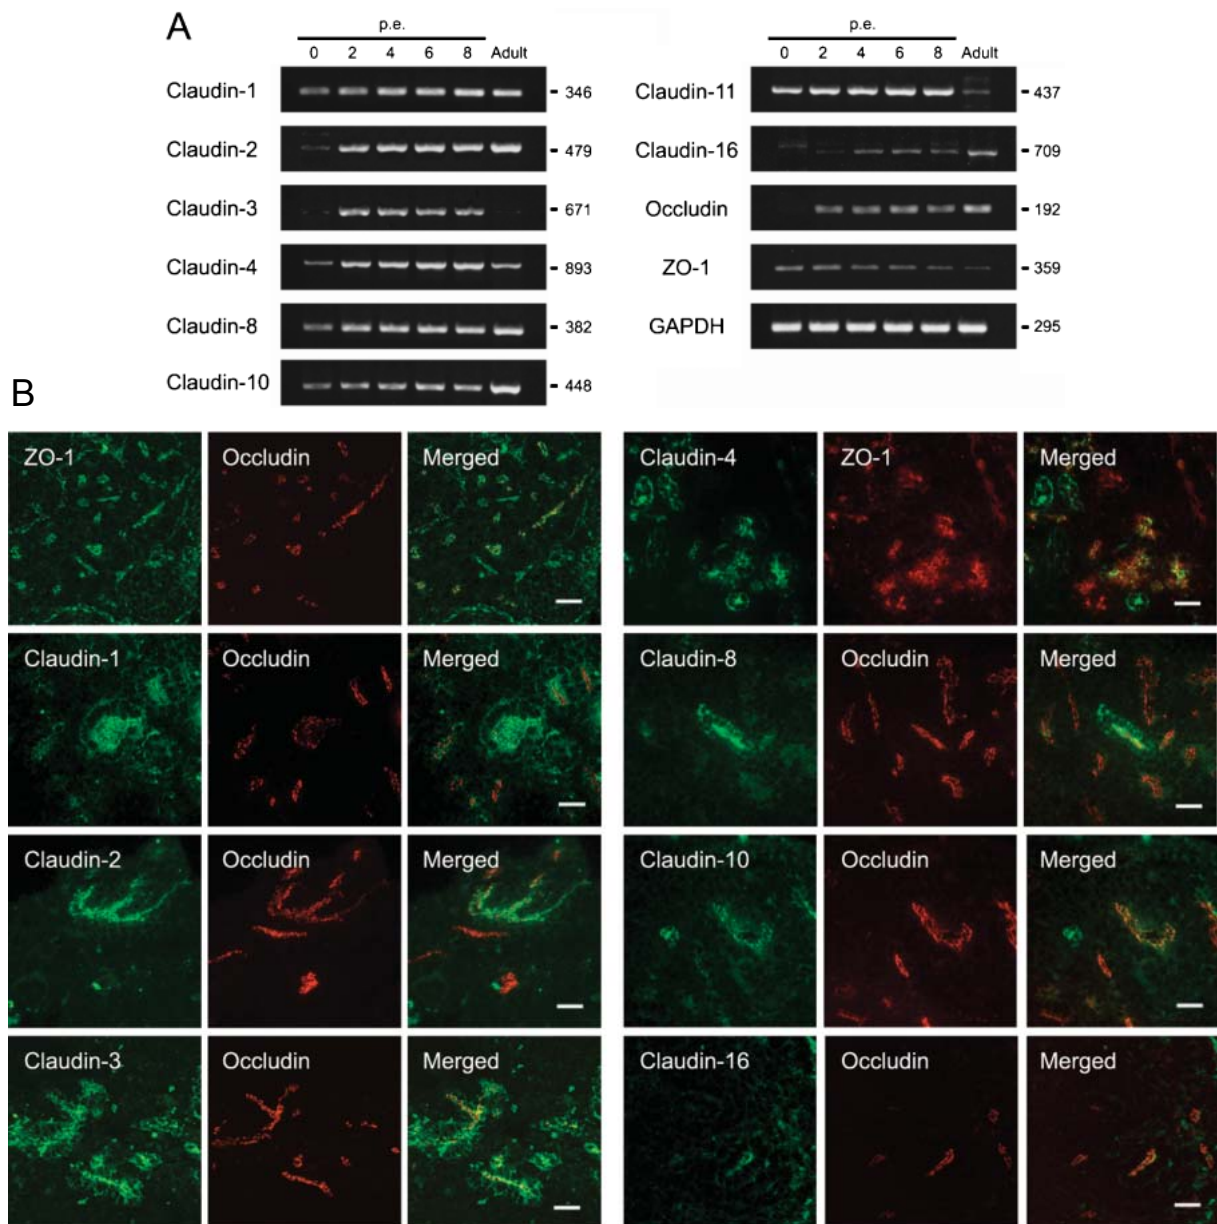 A
p.e.
0 2 4 6 8 Adult
Claudin-1 - 346
Claudin-2 - 479
Claudin-3 - 671
Claudin-4 - 893
Claudin-8 - 382
Claudin-10 - 448
p.e.
0 2 4 6 8 Adult
Claudin-11 - 437
Claudin-16 - 709
Occludin - 192
ZO-1 - 359
GAPDH - 295
B
ZO-1 Occludin Merged
Claudin-1 Occludin Merged
Claudin-2 Occludin Merged
Claudin-3 Occludin Merged
Claudin-4 ZO-1 Merged
Claudin-8 Occludin Merged
Claudin-10 Occludin Merged
Claudin-16 Occludin Merged